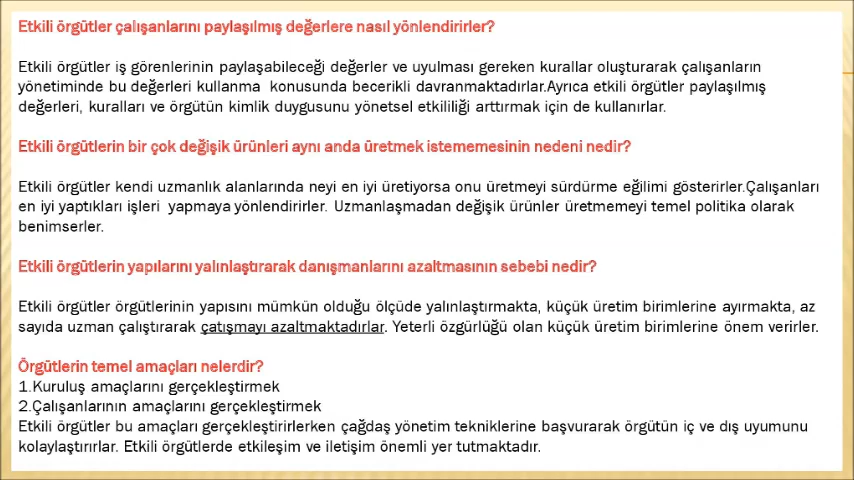 Etkili örgütler çalışanlarını paylaşılmış değerlere nasıl yönlendirirler?
Etkili örgütler iş görenlerinin paylaşabileceği değerler ve uyulması gereken kurallar oluşturarak çalışanların
yönetiminde bu değerleri kullanma konusunda becerikli davranmaktadırlar.Ayrıca etkili örgütler paylaşılmış
değerleri, kuralları ve örgütün kimlik duygusunu yönetsel etkililiği arttırmak için de kullanırlar.
Etkili örgütlerin bir çok değişik ürünleri aynı anda üretmek istememesinin nedeni nedir?
Etkili örgütler kendi uzmanlık alanlarında neyi en iyi üretiyorsa onu üretmeyi sürdürme eğilimi gösterirler.Çalışanları
en iyi yaptıkları işleri yapmaya yönlendirirler. Uzmanlaşmadan değişik ürünler üretmemeyi temel politika olarak
benimserler.
Etkili örgütlerin yapılarını yalınlaştırarak danışmanlarını azaltmasının sebebi nedir?
Etkili örgütler örgütlerinin yapısını mümkün olduğu ölçüde yalınlaştırmakta, küçük üretim birimlerine ayırmakta, az
sayıda uzman çalıştırarak çatışmayı azaltmaktadırlar. Yeterli özgürlüğü olan küçük üretim birimlerine önem verirler.
Örgütlerin temel amaçları nelerdir?
1.Kuruluş amaçlarını gerçekleştirmek
2.Çalışanlarının amaçlarını gerçekleştirmek
Etkili örgütler bu amaçları gerçekleştirirlerken çağdaş yönetim tekniklerine başvurarak örgütün iç ve dış uyumunu
kolaylaştırırlar. Etkili örgütlerde etkileşim ve iletişim önemli yer tutmaktadır.